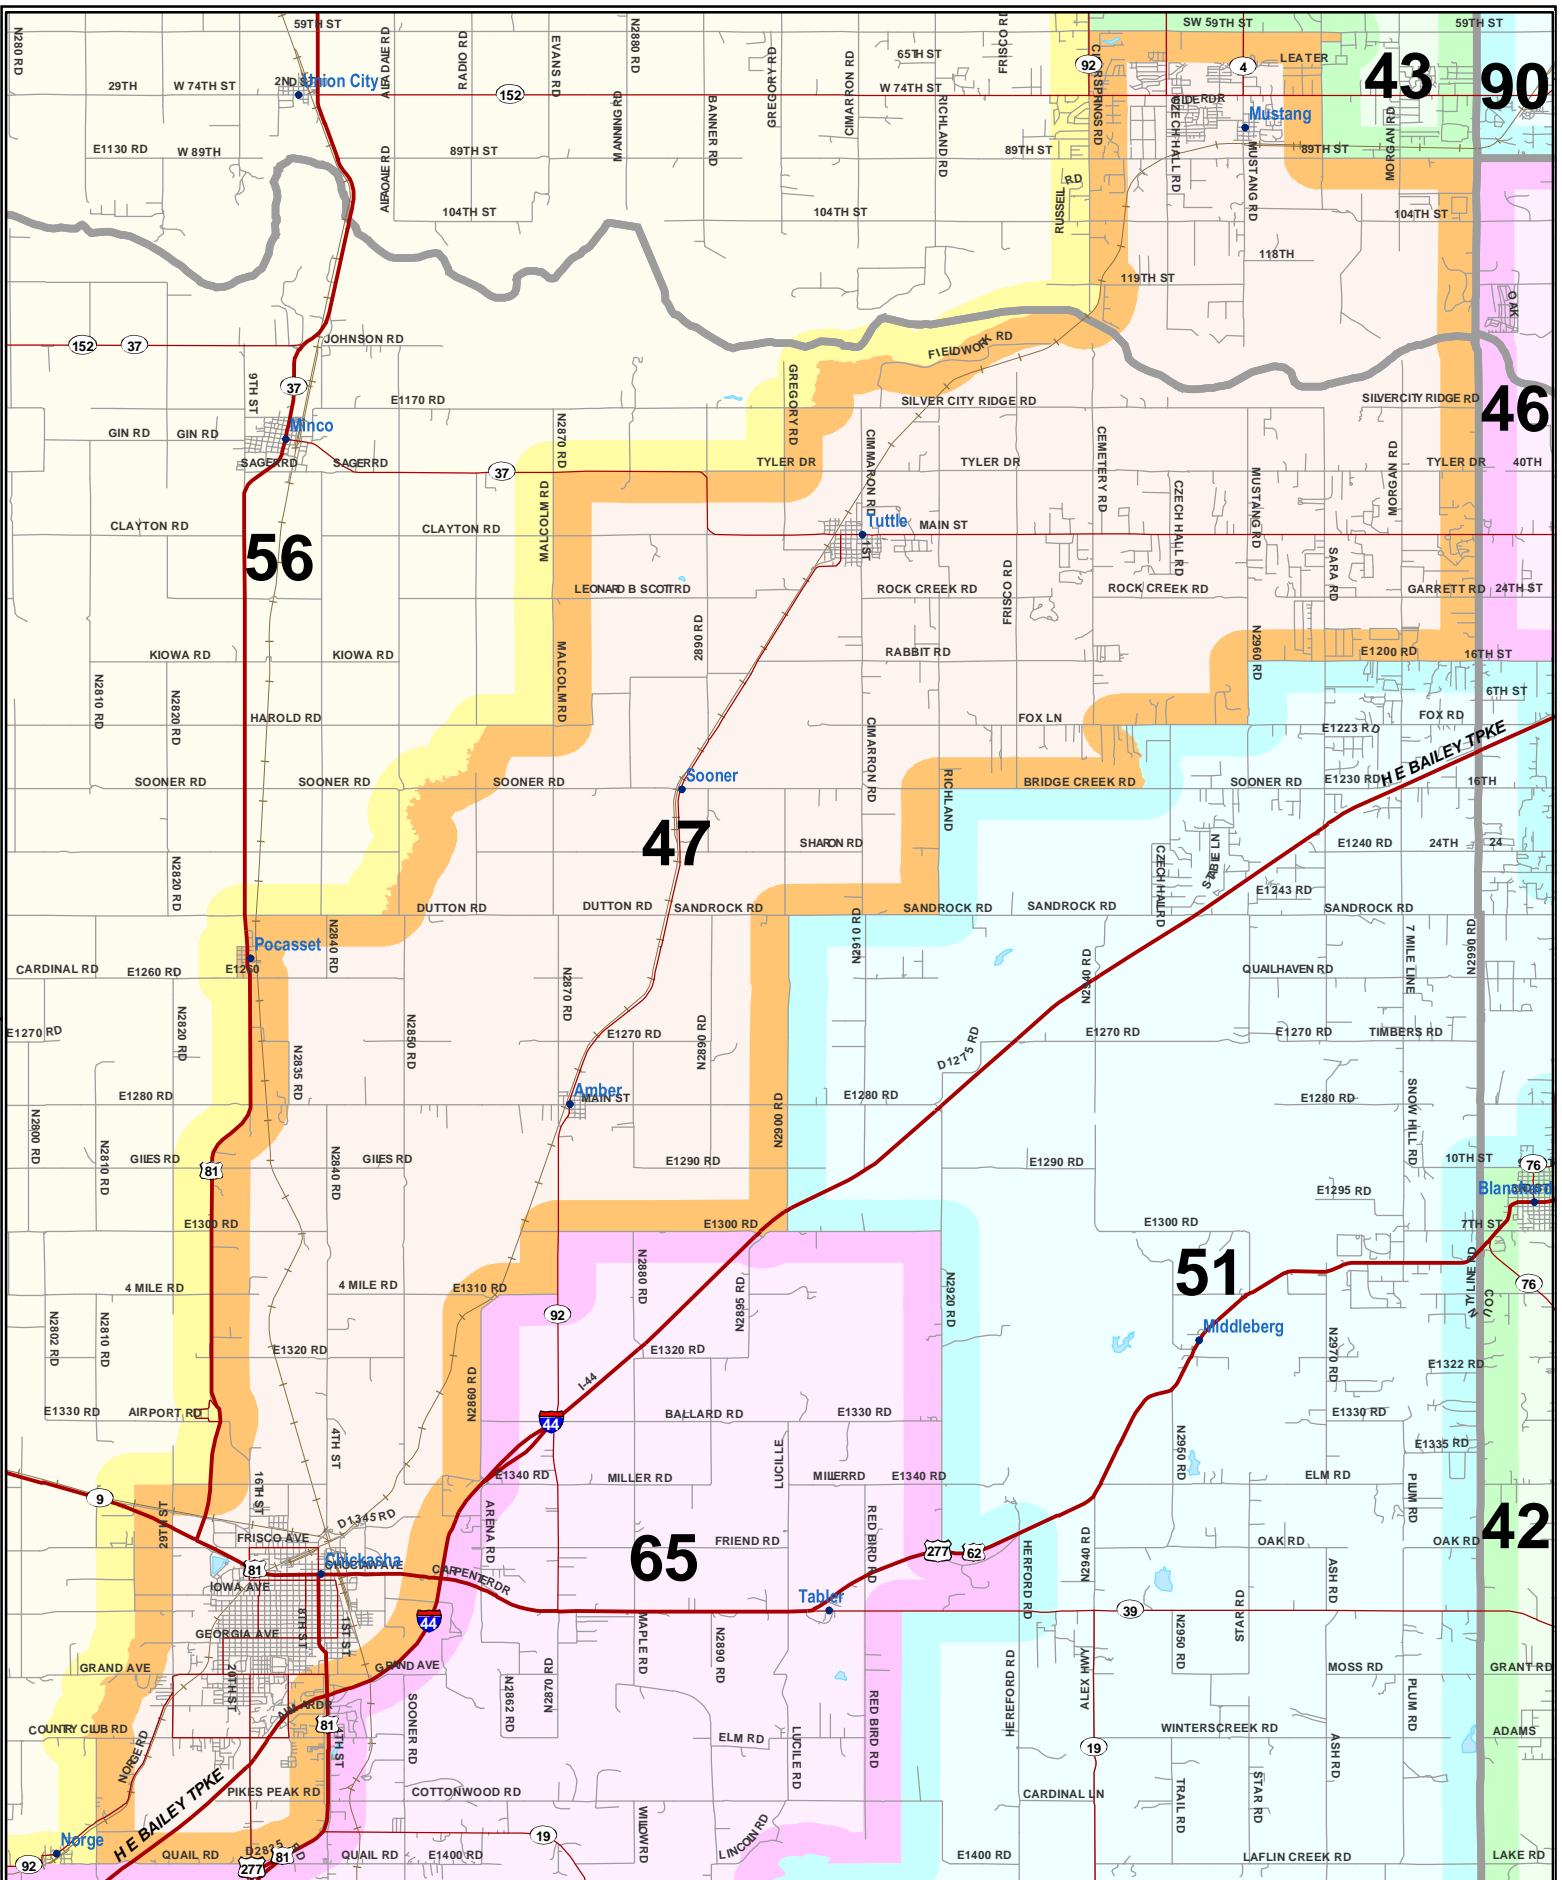 59TH ST
SW 59TH ST
59TH ST
N2800 RD
RADIO RD
EVANS RD
N2880 RD
GREGORY RD
CIMARRON RD
65TH ST
FRISCO RD
92
4
LEATER
43
90
2ND ST
Union City
29TH
W 74TH ST
152
W 74TH ST
MANNING RD
BANNER RD
RICHLAND RD
CZECH HALL RD
Mustang
MORGAN RD
E1130 RD
W 89TH
89TH ST
89TH ST
89TH ST
RUSSELL
RD
MUSTANG RD
104TH ST
104TH ST
104TH ST
118TH
119TH ST
OAK
152
37
JOHNSON RD
FIELDWORK RD
37
9TH ST
E1170 RD
GREGORY RD
SILVER CITY RIDGE RD
SILVERCITY RIDGE RD
46
GIN RD
GIN RD
Minco
SAGERRD
SAGERRD
37
N2870 RD
TYLER DR
CIMMARON RD
TYLER DR
CEMETERY RD
MORGAN RD
TYLER DR
40TH
CLAYTON RD
CLAYTON RD
MALCOLM RD
Tuttle
MAIN ST
1ST
CZECH HALL RD
MUSTANG RD
56
SARA RD
LEONARD B SCOTT RD
ROCK CREEK RD
FRISCO RD
ROCK CREEK RD
GARRETT RD
24TH ST
2890 RD
KIOWA RD
KIOWA RD
MALCOLM RD
RABBIT RD
N2960 RD
E1200 RD
16TH ST
N2810 RD
N2820 RD
HAROLD RD
CIMARRON RD
FOX LN
6TH ST
FOX RD
E1223 RD
H E BAILEY TPKE
SOONER RD
SOONER RD
SOONER RD
Sooner
RICHLAND
BRIDGE CREEK RD
SOONER RD
E1230 RD
16TH
47
SHARON RD
E1240 RD
24TH
24
N2820 RD
CZECH HALL RD
STABLE LN
E1243 RD
DUTTON RD
DUTTON RD
SANDROCK RD
SANDROCK RD
SANDROCK RD
SANDROCK RD
N2840 RD
N2910 RD
7 MILE LINE
N2990 RD
Pocasset
CARDINAL RD
E1260 RD
E1260
N2870 RD
N2940 RD
QUAILHAVEN RD
E1270 RD
N2820 RD
N2850 RD
E1270 RD
N2890 RD
D1275 RD
E1270 RD
E1270 RD
TIMBERS RD
N2835 RD
E1280 RD
Amber
MAIN ST
E1280 RD
E1280 RD
SNOW HILL RD
N2800 RD
N2810 RD
N2840 RD
N2900 RD
GILES RD
81
GILES RD
E1290 RD
E1290 RD
10TH ST
76
E1295 RD
Blanchard
E1300 RD
E1300 RD
E1300 RD
7TH ST
51
N2880 RD
4 MILE RD
4 MILE RD
E1310 RD
N2895 RD
N2920 RD
76
N2802 RD
N2810 RD
92
Middleberg
E1320 RD
E1320 RD
N2970 RD
E1322 RD
I-44
N2860 RD
E1330 RD
AIRPORT RD
44
BALLARD RD
E1330 RD
E1330 RD
4TH ST
LUCILLE
N2950 RD
E1335 RD
16TH ST
E1340 RD
MILLER RD
MILLERRD
E1340 RD
ELM RD
PLUM RD
9
29TH ST
D1345 RD
ARENA RD
RED BIRD RD
42
FRISCO AVE
FRIEND RD
OAK RD
OAK RD
65
277
62
HERFORD RD
N2940 RD
Chickasha
CHOCTAW AVE
81
IOWA AVE
CARPENTER DR
Tabler
ASH RD
STAR RD
44
39
8TH ST
1ST ST
GEORGIA AVE
MAPLE RD
N2890 RD
N2950 RD
GRAND AVE
GRAND AVE
20TH ST
N2870 RD
HEREFORD RD
ALEX HWY
MOSS RD
GRANT RD
SOONER RD
N2862 RD
RED BIRD RD
PLUM RD
COUNTRY CLUB RD
81
4TH ST
ELM RD
LUCILE RD
WINTERSCREEK RD
ADAMS
NORGE RD
19
ASH RD
H E BAILEY TPKE
PIKES PEAK RD
COTTONWOOD RD
CARDINAL LN
TRAIL RD
STAR RD
Norge
WILLOW RD
LINCOLN RD
19
92
QUAIL RD
81
277
QUAIL RD
E1400 RD
E1400 RD
LAFLIN CREEK RD
LAKE RD